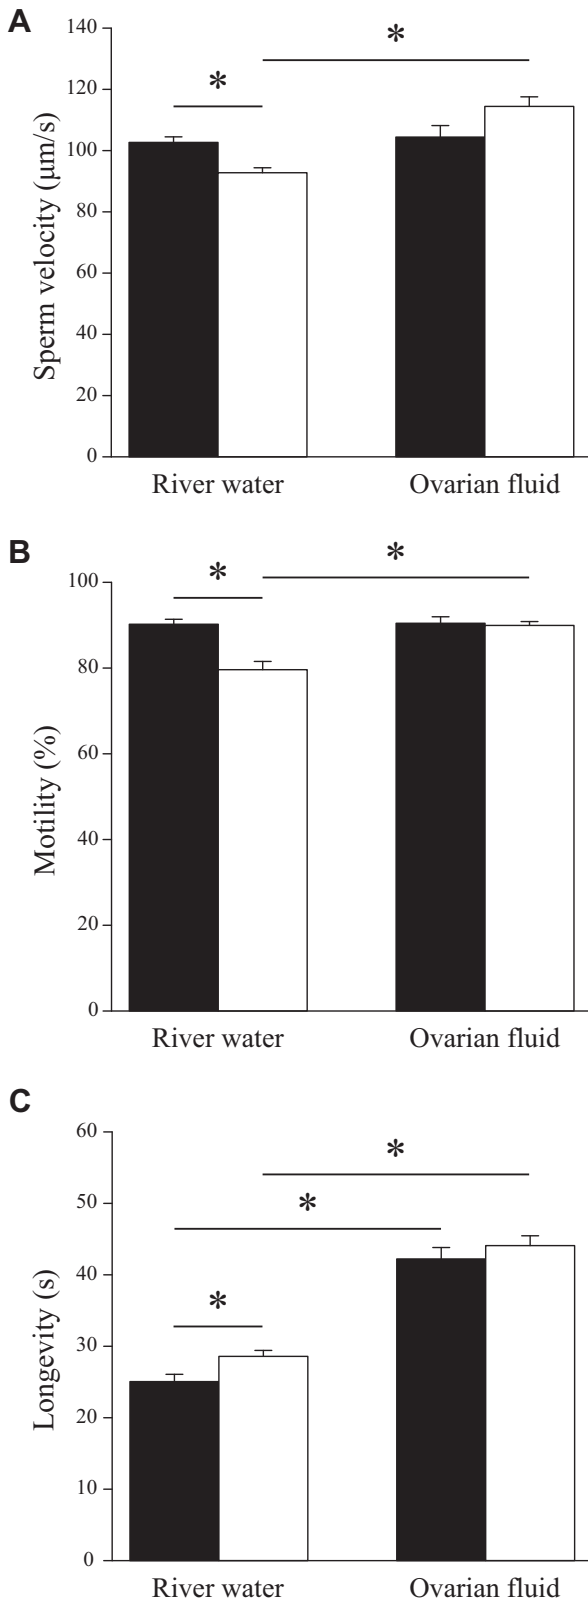 A
Sperm velocity (µm/s)
140
120
100
80
60
40
20
0
*
*
River water
Ovarian fluid
B
Motility (%)
100
80
60
40
20
0
*
*
River water
Ovarian fluid
C
Longevity (s)
60
50
40
30
20
10
0
*
*
*
River water
Ovarian fluid